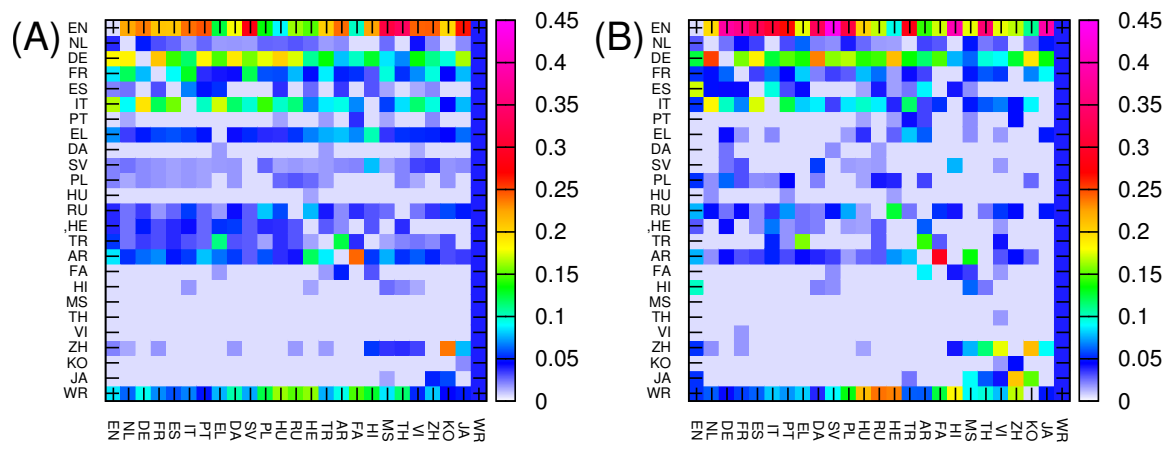 (A)
EN
NL
DE
FR
ES
IT
PT
EL
DA
SV
PL
HU
RU
,HE
TR
AR
FA
HI
MS
TH
VI
ZH
KO
JA
WR
EN NL DE FR ES IT PT EL DA SV PL HU RU HE TR AR FA HI MS TH VI ZH KO JA WR
0.45
0.4
0.35
0.3
0.25
0.2
0.15
0.1
0.05
0
(B)
EN
NL
DE
FR
ES
IT
PT
EL
DA
SV
PL
HU
RU
,HE
TR
AR
FA
HI
MS
TH
VI
ZH
KO
JA
WR
EN NL DE FR ES IT PT EL DA SV PL HU RU HE TR AR FA HI MS TH VI ZH KO JA WR
0.45
0.4
0.35
0.3
0.25
0.2
0.15
0.1
0.05
0